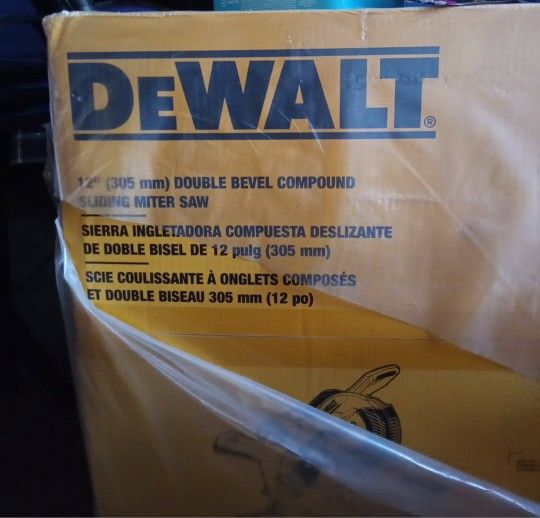 DEWALT®
12" (305 mm) DOUBLE BEVEL COMPOUND
SLIDING MITER SAW
SIERRA INGLETADORA COMPUESTA DESLIZANTE
DE DOBLE BISEL DE 12 pulg (305 mm)
SCIE COULISSANTE À ONGLETS COMPOSÉS
ET DOUBLE BISEAU 305 mm (12 po)
DEWALT